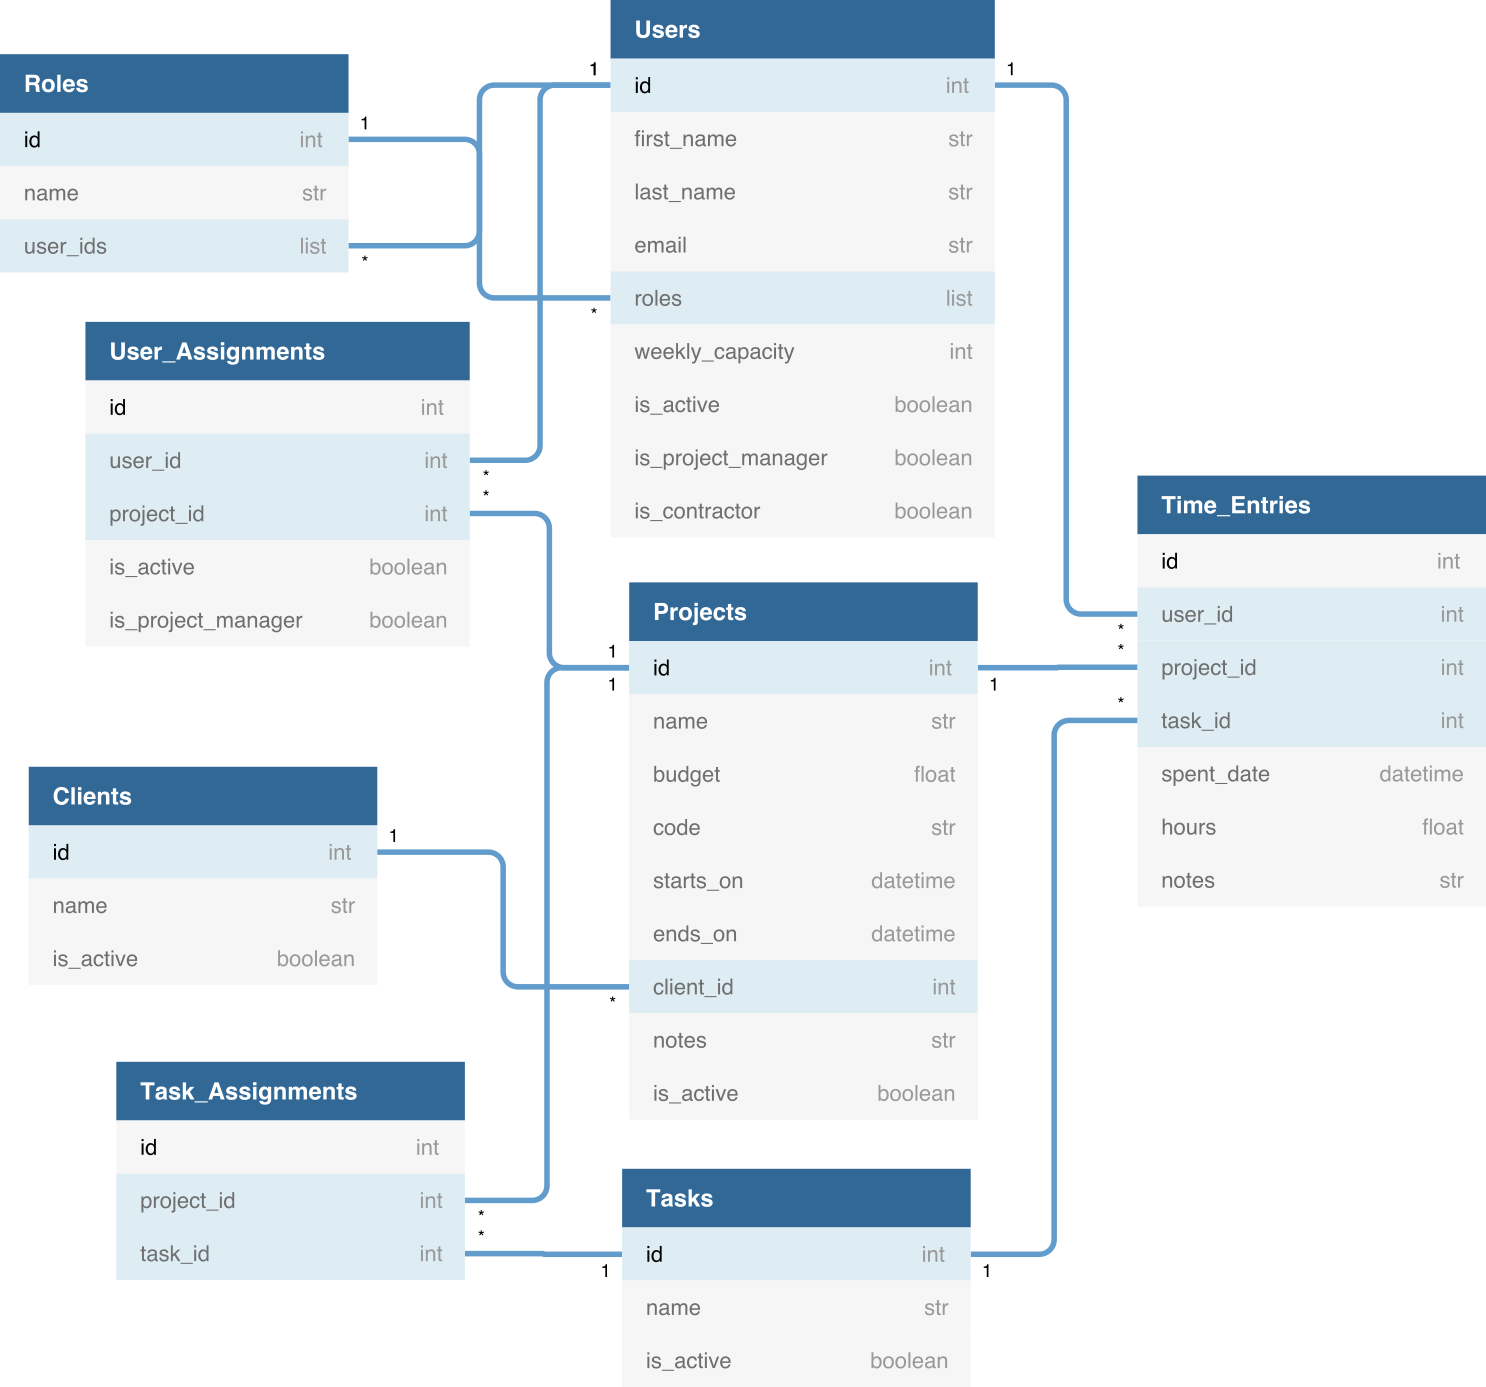 Roles
id int
name str
user_ids list
1
*
Users
id int
first_name str
last_name str
email str
roles list
weekly_capacity int
is_active boolean
is_project_manager boolean
is_contractor boolean
1
*
1
User_Assignments
id int
user_id int
project_id int
is_active boolean
is_project_manager boolean
*
*
Projects
id int
name str
budget float
code str
starts_on datetime
ends_on datetime
client_id int
notes str
is_active boolean
1
1
1
*
Time_Entries
id int
user_id int
project_id int
task_id int
spent_date datetime
hours float
notes str
*
*
*
Clients
id int
name str
is_active boolean
1
Task_Assignments
id int
project_id int
task_id int
*
*
Tasks
id int
name str
is_active boolean
1
1